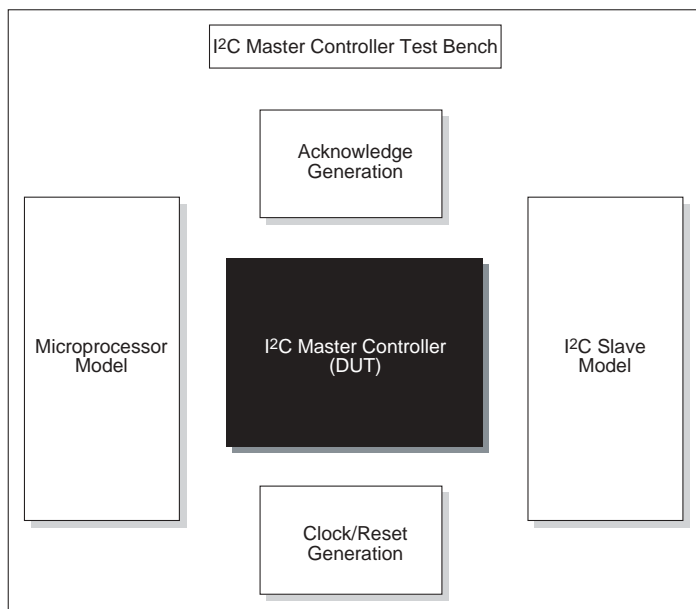 I²C Master Controller Test Bench
Acknowledge
Generation
Microprocessor
Model
I²C Master Controller
(DUT)
I²C Slave
Model
Clock/Reset
Generation